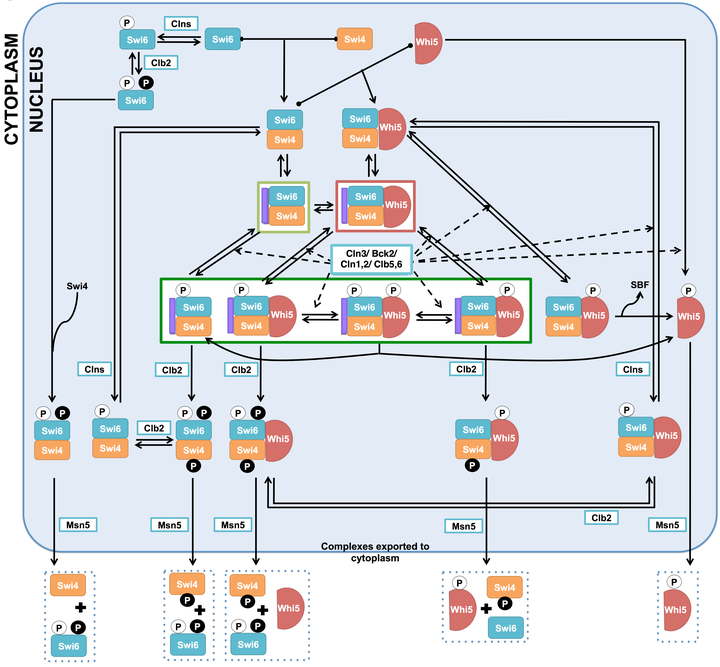 CYTOPLASM
NUCLEUS
P
Swi6
Clns
Swi6
Swi4
Whi5
Clb2
P P
Swi6
Swi6
Swi4
Swi6
Swi4
Whi5
Swi6
Swi4
Swi6
Swi4
Whi5
Cln3/ Bck2/
Cln1,2/ Clb5,6
Swi4
P
Swi6
Swi4
P
Swi6
Swi4
Whi5
P P
Swi6
Swi4
Whi5
P
Swi6
Swi4
Whi5
P
Swi6
Swi4
Whi5
SBF
P
Whi5
Clns
Clb2
Clb2
Clb2
Clns
P P
Swi6
Swi4
P
Swi6
Swi4
Clb2
P P
Swi6
Swi4
P
P P
Swi6
Swi4
P
Whi5
P
Swi6
Swi4
P
Whi5
P
Swi6
Swi4
Whi5
Clb2
Msn5
Msn5
Msn5
Msn5
Msn5
Complexes exported to
cytoplasm
Swi4
+
P P
Swi6
Swi4
P
+
P P
Swi6
Swi4
P
+
P P
Swi6
Whi5
P
Whi5
+
Swi4
P
Swi6
P
Whi5